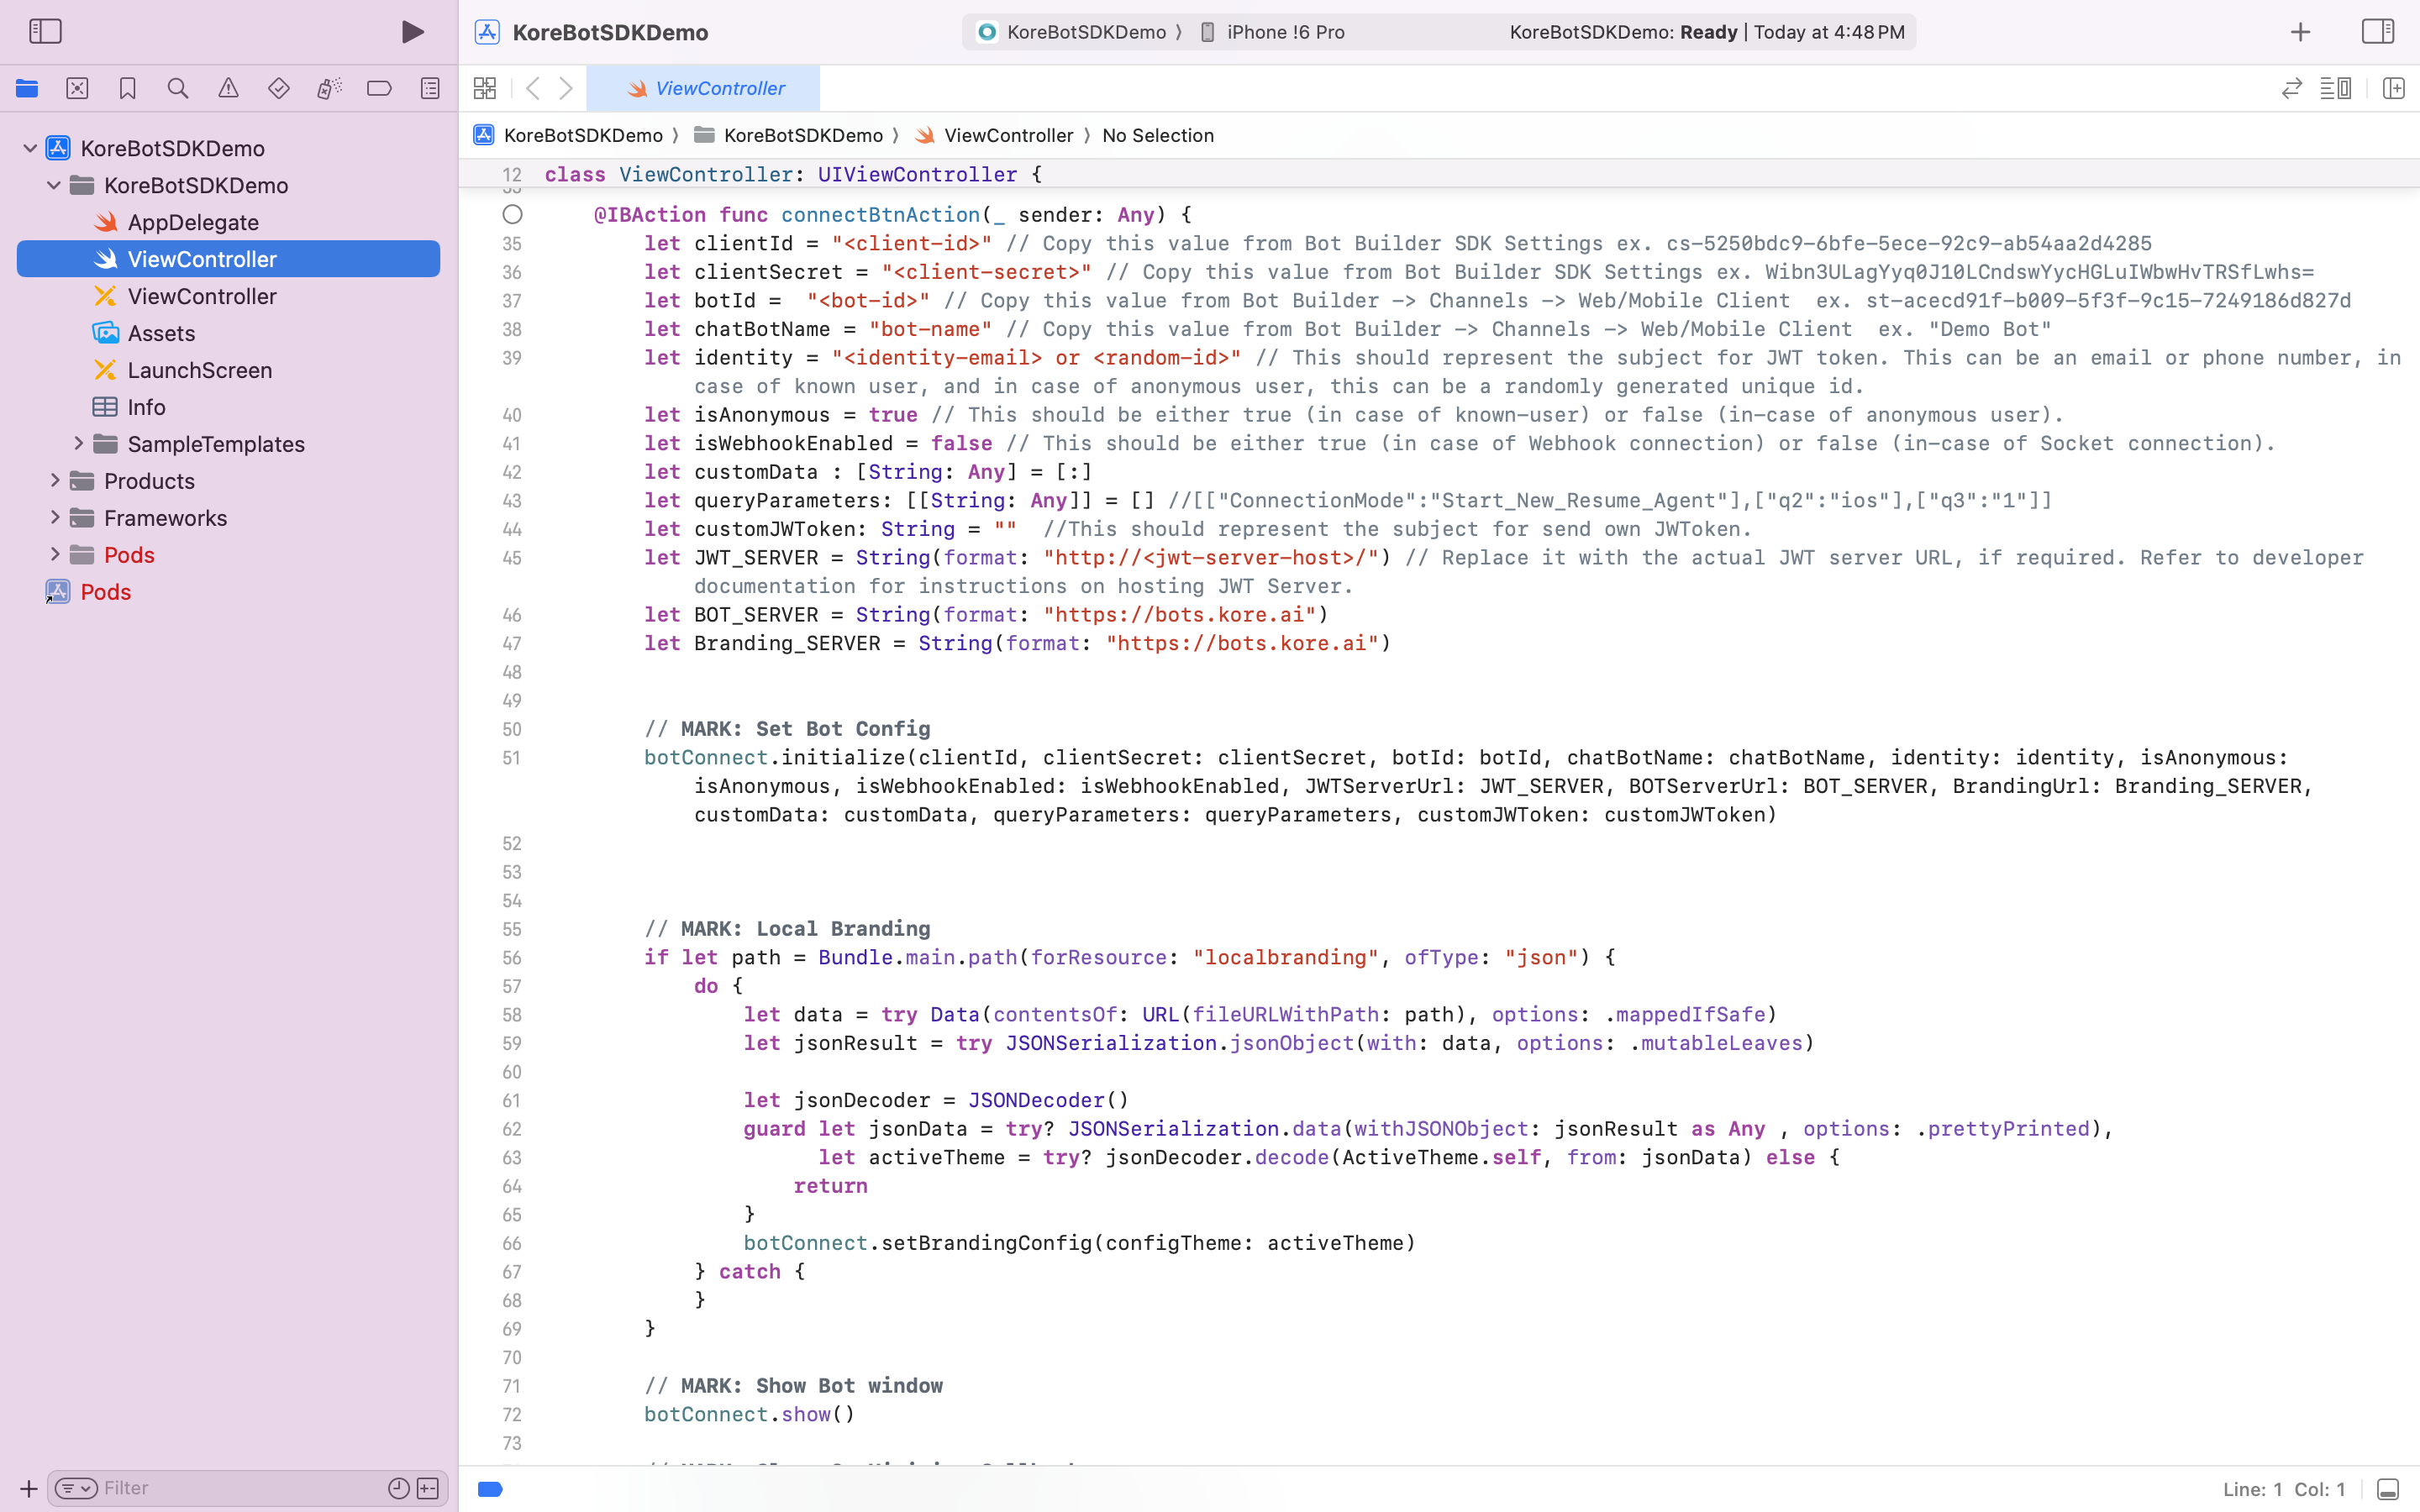 KoreBotSDKDemo
KoreBotSDKDemo 〉 iPhone !6 Pro
KoreBotSDKDemo: Ready | Today at 4:48 PM
ViewController
KoreBotSDKDemo 〉 KoreBotSDKDemo 〉 ViewController 〉 No Selection
KoreBotSDKDemo
KoreBotSDKDemo
AppDelegate
ViewController
ViewController
Assets
LaunchScreen
Info
SampleTemplates
Products
Frameworks
Pods
Pods
Filter
12 class ViewController: UIViewController {
@IBAction func connectBtnAction(_ sender: Any) {
35 let clientId = "<client-id>" // Copy this value from Bot Builder SDK Settings ex. cs-5250bdc9-6bfe-5ece-92c9-ab54aa2d4285
36 let clientSecret = "<client-secret>" // Copy this value from Bot Builder SDK Settings ex. Wibn3ULagYyq0J10LCndswYycHGLuIWbwHvTRSfLwhs=
37 let botId =  "<bot-id>" // Copy this value from Bot Builder -> Channels -> Web/Mobile Client  ex. st-acecd91f-b009-5f3f-9c15-7249186d827d
38 let chatBotName = "bot-name" // Copy this value from Bot Builder -> Channels -> Web/Mobile Client  ex. "Demo Bot"
39 let identity = "<identity-email> or <random-id>" // This should represent the subject for JWT token. This can be an email or phone number, in
case of known user, and in case of anonymous user, this can be a randomly generated unique id.
40 let isAnonymous = true // This should be either true (in case of known-user) or false (in-case of anonymous user).
41 let isWebhookEnabled = false // This should be either true (in case of Webhook connection) or false (in-case of Socket connection).
42 let customData : [String: Any] = [:]
43 let queryParameters: [[String: Any]] = [] //[["ConnectionMode":"Start_New_Resume_Agent"],["q2":"ios"],["q3":"1"]]
44 let customJWToken: String = ""  //This should represent the subject for send own JWToken.
45 let JWT_SERVER = String(format: "http://<jwt-server-host>/") // Replace it with the actual JWT server URL, if required. Refer to developer
documentation for instructions on hosting JWT Server.
46 let BOT_SERVER = String(format: "https://bots.kore.ai")
47 let Branding_SERVER = String(format: "https://bots.kore.ai")
48
49
50 // MARK: Set Bot Config
51 botConnect.initialize(clientId, clientSecret: clientSecret, botId: botId, chatBotName: chatBotName, identity: identity, isAnonymous:
isAnonymous, isWebhookEnabled: isWebhookEnabled, JWTServerUrl: JWT_SERVER, BOTServerUrl: BOT_SERVER, BrandingUrl: Branding_SERVER,
customData: customData, queryParameters: queryParameters, customJWToken: customJWToken)
52
53
54
55 // MARK: Local Branding
56 if let path = Bundle.main.path(forResource: "localbranding", ofType: "json") {
57 do {
58 let data = try Data(contentsOf: URL(fileURLWithPath: path), options: .mappedIfSafe)
59 let jsonResult = try JSONSerialization.jsonObject(with: data, options: .mutableLeaves)
60
61 let jsonDecoder = JSONDecoder()
62 guard let jsonData = try? JSONSerialization.data(withJSONObject: jsonResult as Any , options: .prettyPrinted),
63 let activeTheme = try? jsonDecoder.decode(ActiveTheme.self, from: jsonData) else {
64 return
65 }
66 botConnect.setBrandingConfig(configTheme: activeTheme)
67 } catch {
68 }
69 }
70
71 // MARK: Show Bot window
72 botConnect.show()
73
Line: 1 Col: 1